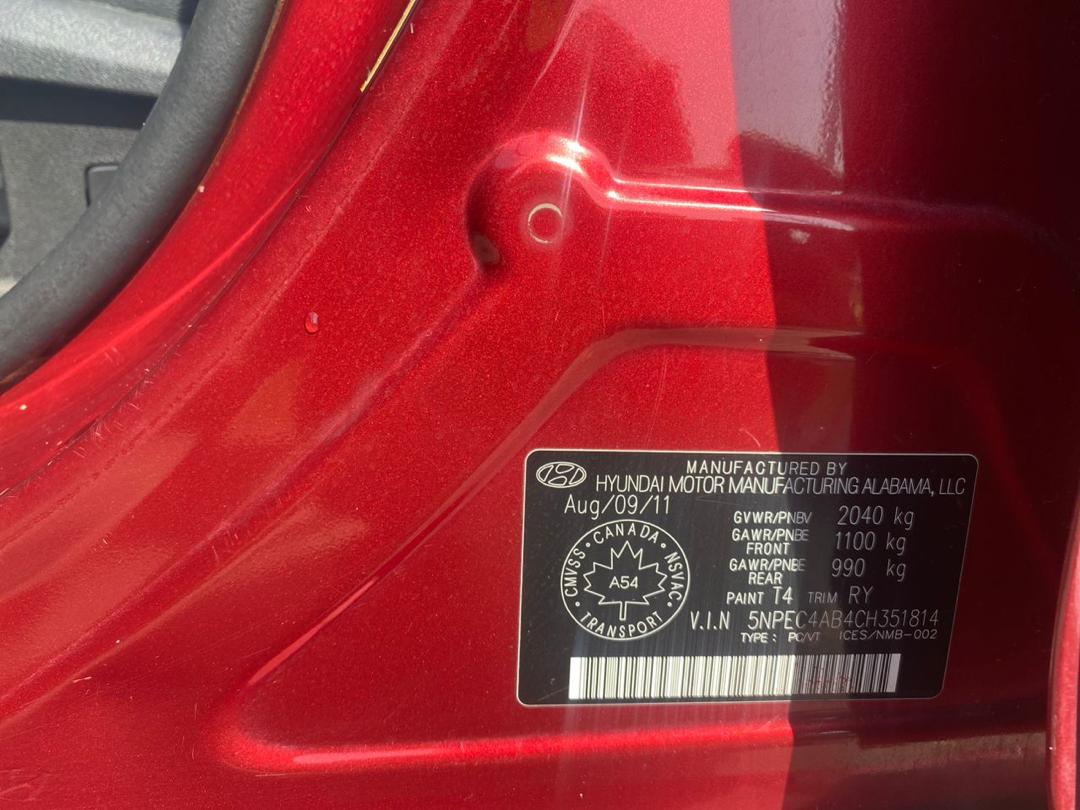 MANUFACTURED BY
HYUNDAI MOTOR MANUFACTURING ALABAMA, LLC
Aug/09/11
GVWR/PNBV 2040 kg
GAWR/PNBE FRONT 1100 kg
GAWR/PNBE REAR 990 kg
CANADA
CMVSS
NSVAC
A54
TRANSPORT
PAINT T4 TRIM RY
V.I.N 5NPEC4AB4CH351814
TYPE: PC/VT ICES/NMB-002